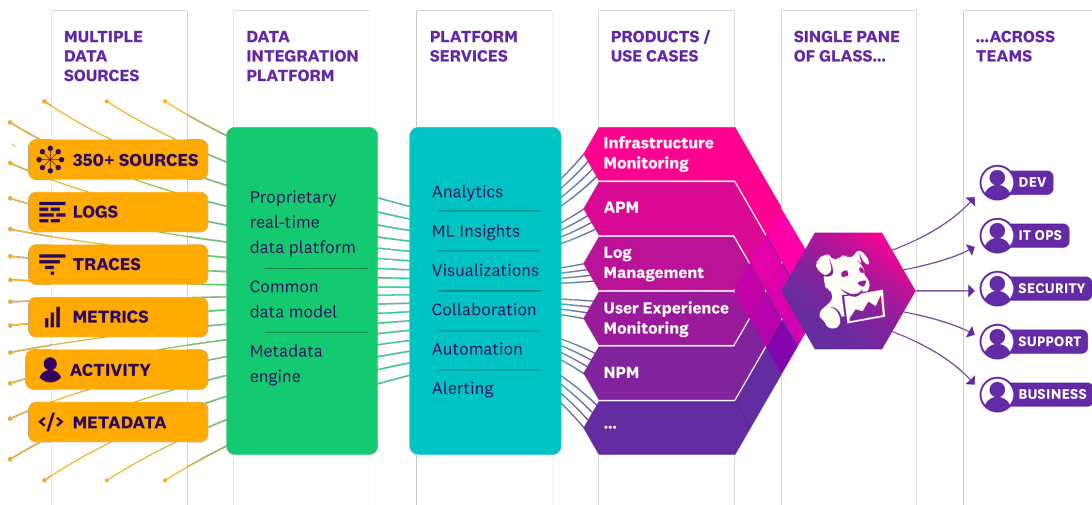 MULTIPLE
DATA
SOURCES
350+ SOURCES
LOGS
TRACES
METRICS
ACTIVITY
</> METADATA
DATA
INTEGRATION
PLATFORM
Proprietary
real-time
data platform
Common
data model
Metadata
engine
PLATFORM
SERVICES
Analytics
ML Insights
Visualizations
Collaboration
Automation
Alerting
PRODUCTS /
USE CASES
Infrastructure
Monitoring
APM
Log
Management
User Experience
Monitoring
NPM
...
SINGLE PANE
OF GLASS...
...ACROSS
TEAMS
DEV
IT OPS
SECURITY
SUPPORT
BUSINESS